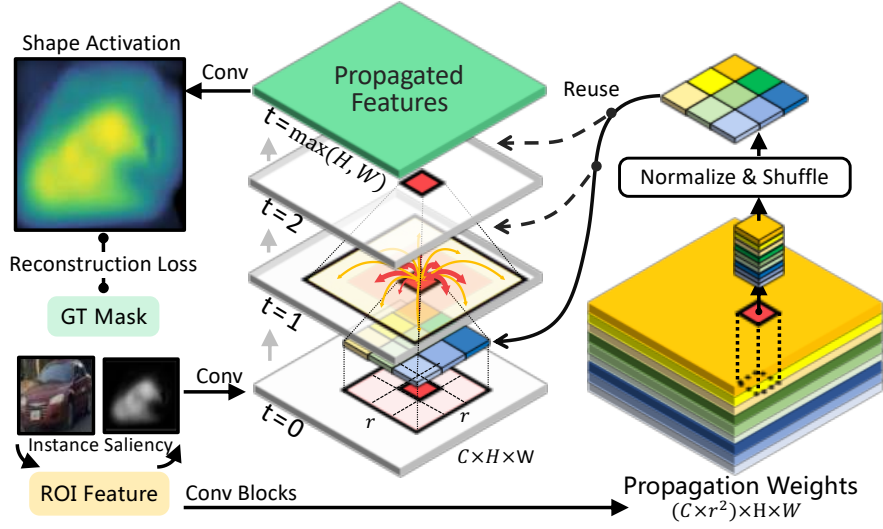 Shape Activation
Conv
Propagated
Features
Reuse
t=max(H, W)
Normalize & Shuffle
t=2
Reconstruction Loss
GT Mask
t=1
Conv
t=0
r
r
Instance Saliency
C×H×W
ROI Feature
Conv Blocks
Propagation Weights
(C×r²)×H×W